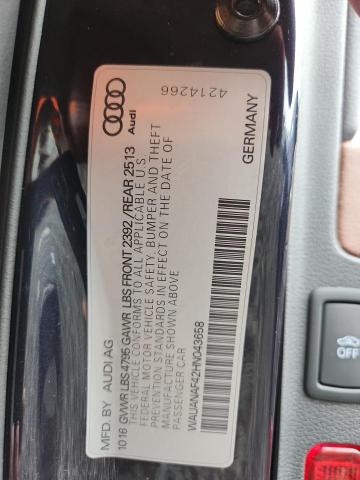 4214266
Audi
GERMANY
MFD. BY AUDI AG
10 16 GVWR LBS 4795 GAWR LBS FRONT 2392 / REAR 2513
THIS VEHICLE CONFORMS TO ALL APPLICABLE U.S.
FEDERAL MOTOR VEHICLE SAFETY, BUMPER AND THEFT
PREVENTION STANDARDS IN EFFECT ON THE DATE OF
MANUFACTURE SHOWN ABOVE
PASSENGER CAR
WAUANAF42HN043658
OFF